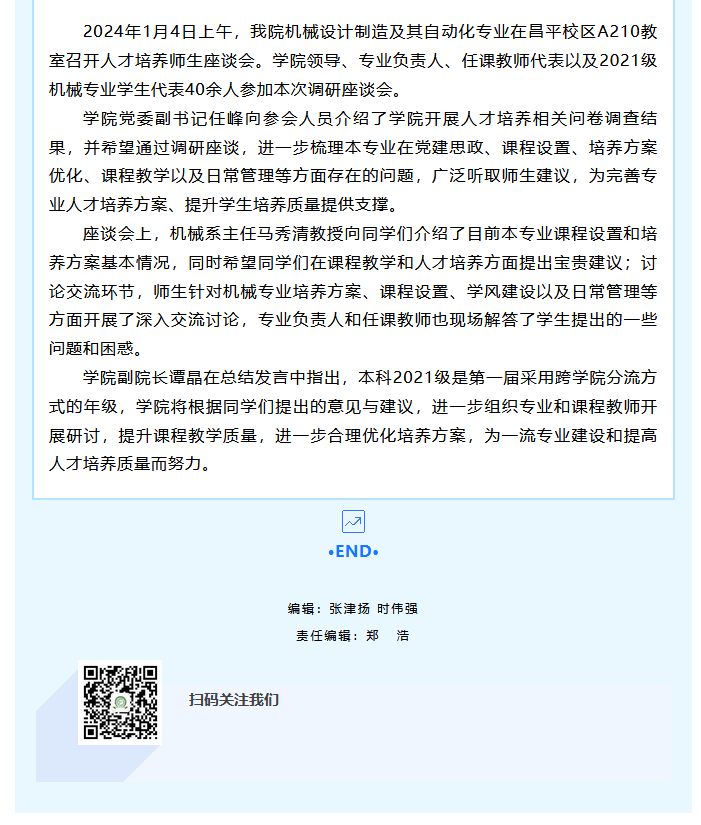 2024年1月4日上午，我院机械设计制造及其自动化专业在昌平校区A210教
室召开人才培养师生座谈会。学院领导、专业负责人、任课教师代表以及2021级
机械专业学生代表40余人参加本次调研座谈会。
学院党委副书记任峰向参会人员介绍了学院开展人才培养相关问卷调查结
果，并希望通过调研座谈，进一步梳理本专业在党建思政、课程设置、培养方案
优化、课程教学以及日常管理等方面存在的问题，广泛听取师生建议，为完善专
业人才培养方案、提升学生培养质量提供支撑。
座谈会上，机械系主任马秀清教授向同学们介绍了目前本专业课程设置和培
养方案基本情况，同时希望同学们在课程教学和人才培养方面提出宝贵建议；讨
论交流环节，师生针对机械专业培养方案、课程设置、学风建设以及日常管理等
方面开展了深入交流讨论，专业负责人和任课教师也现场解答了学生提出的一些
问题和困惑。
学院副院长谭晶在总结发言中指出，本科2021级是第一届采用跨学院分流方
式的年级，学院将根据同学们提出的意见与建议，进一步组织专业和课程教师开
展研讨，提升课程教学质量，进一步合理优化培养方案，为一流专业建设和提高
人才培养质量而努力。
•END•
编辑：张津扬 时伟强
责任编辑：郑 浩
扫码关注我们